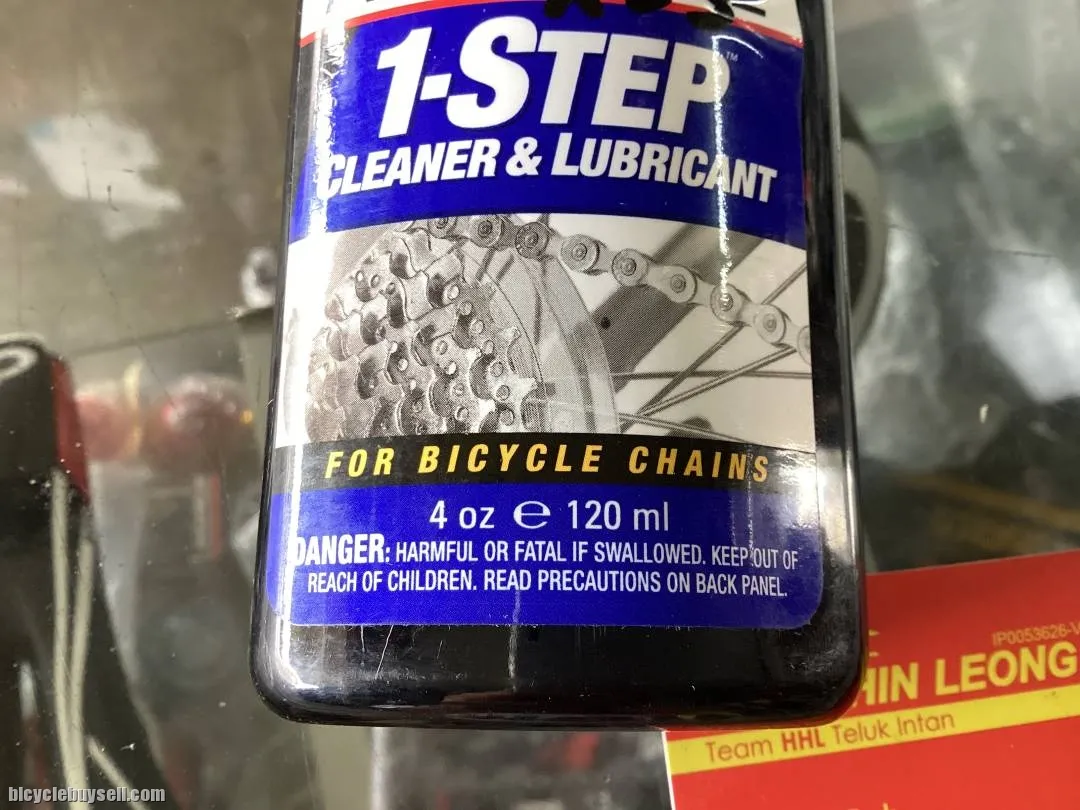 1-STEP™
CLEANER & LUBRICANT
FOR BICYCLE CHAINS
4 oz ℮ 120 ml
DANGER: HARMFUL OR FATAL IF SWALLOWED. KEEP OUT OF
REACH OF CHILDREN. READ PRECAUTIONS ON BACK PANEL.
IP0053626-V
HIN LEONG
Team HHL Teluk Intan
bicyclebuysell.com